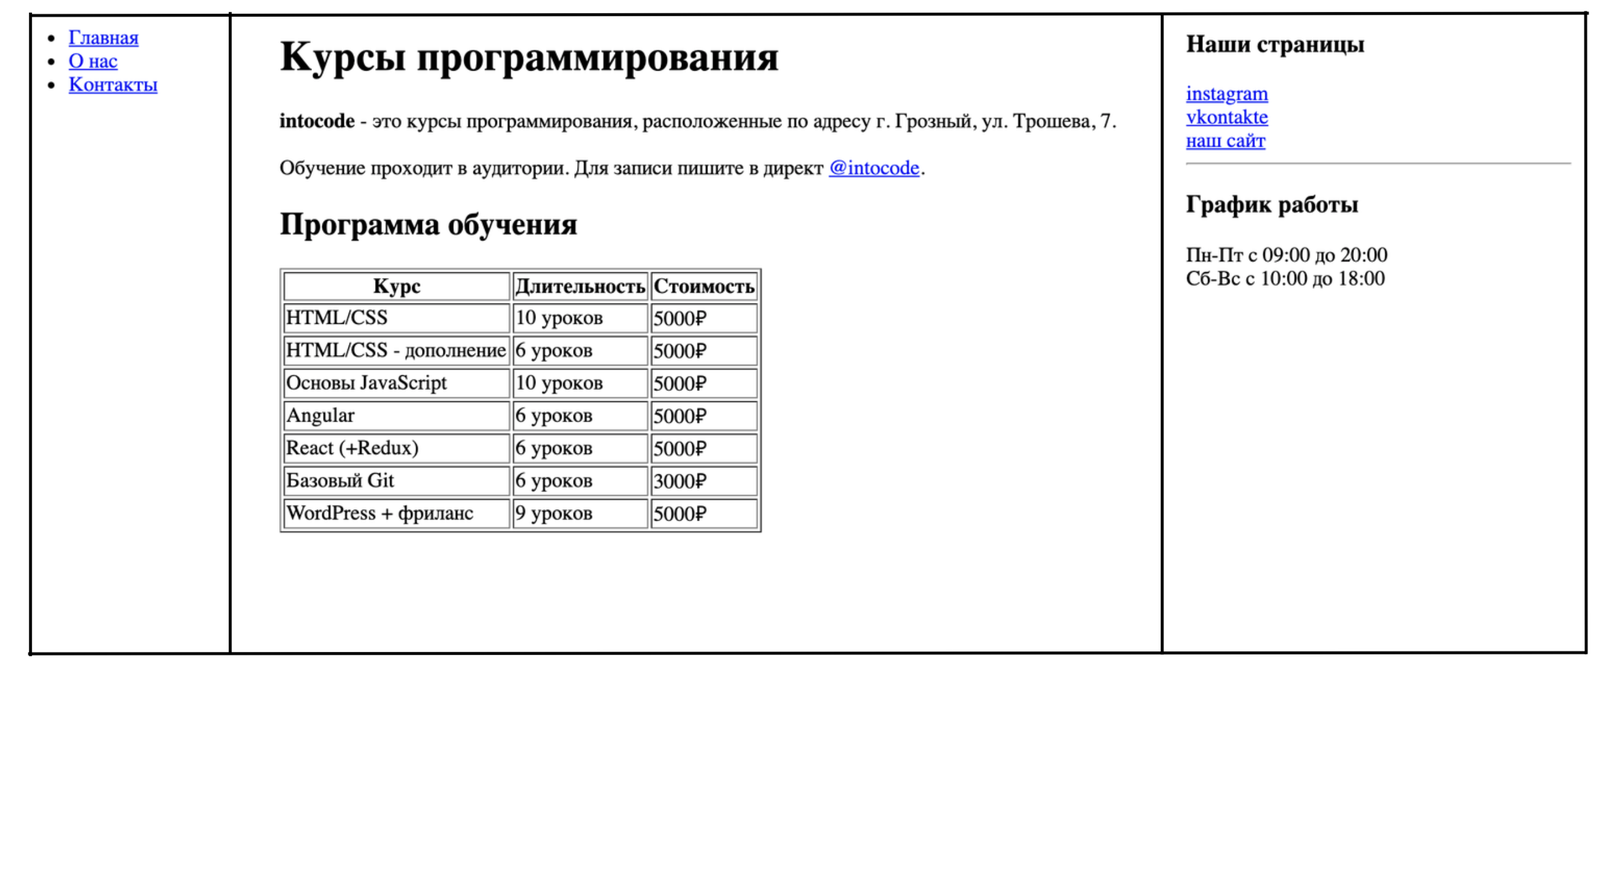 Главная
О нас
Контакты
Курсы программирования
intocode - это курсы программирования, расположенные по адресу г. Грозный, ул. Трошева, 7.
Обучение проходит в аудитории. Для записи пишите в директ @intocode.
Программа обучения
Курс Длительность Стоимость
HTML/CSS 10 уроков 5000₽
HTML/CSS - дополнение 6 уроков 5000₽
Основы JavaScript 10 уроков 5000₽
Angular 6 уроков 5000₽
React (+Redux) 6 уроков 5000₽
Базовый Git 6 уроков 3000₽
WordPress + фриланс 9 уроков 5000₽
Наши страницы
instagram
vkontakte
наш сайт
График работы
Пн-Пт с 09:00 до 20:00
Сб-Вс с 10:00 до 18:00